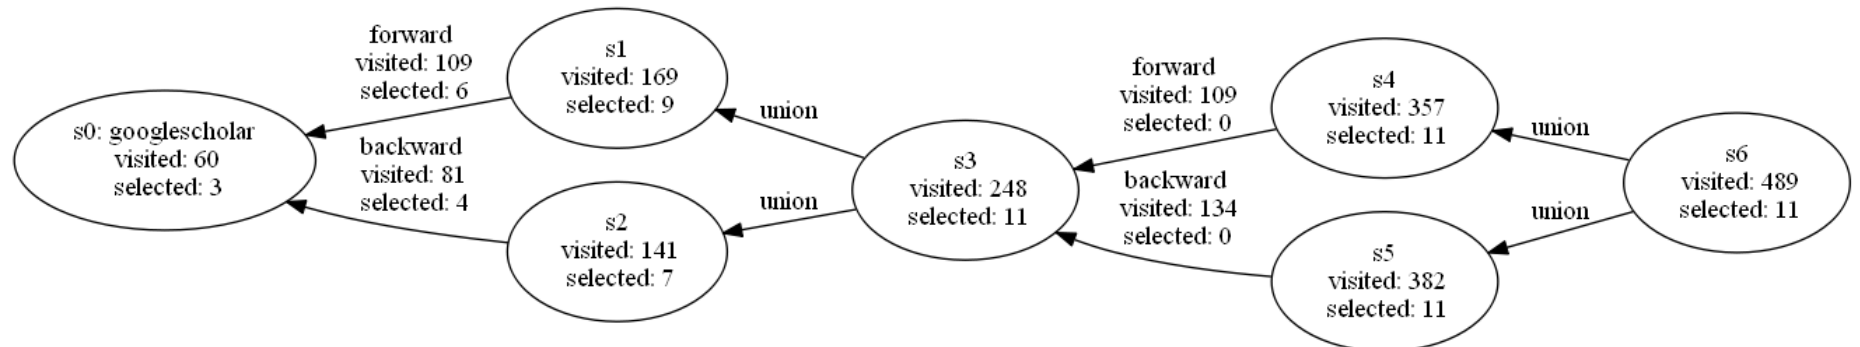 s0: googlescholar
visited: 60
selected: 3
forward
visited: 109
selected: 6
backward
visited: 81
selected: 4
s1
visited: 169
selected: 9
s2
visited: 141
selected: 7
union
union
s3
visited: 248
selected: 11
forward
visited: 109
selected: 0
backward
visited: 134
selected: 0
s4
visited: 357
selected: 11
s5
visited: 382
selected: 11
union
union
s6
visited: 489
selected: 11